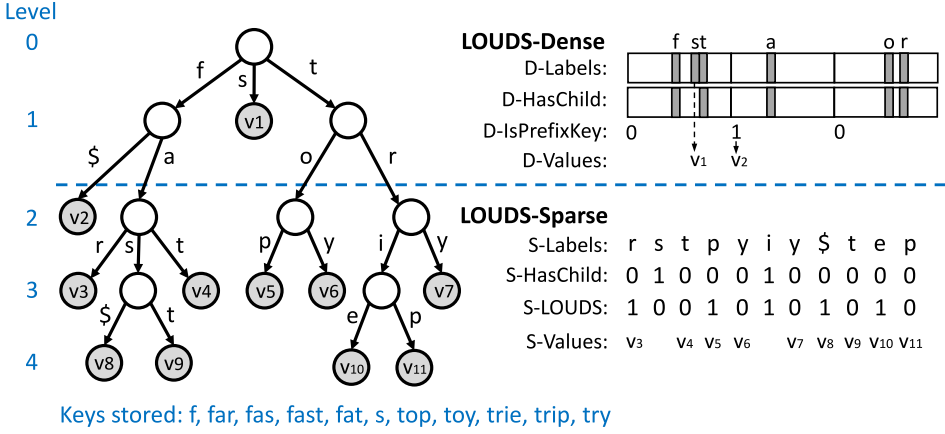 Level
0
1
2
3
4
f
s
t
v1
$
a
o
r
v2
r
s
t
p
y
i
y
v3
v4
v5
v6
v7
$
t
e
p
v8
v9
v10
v11
LOUDS-Dense
f st a o r
D-Labels:
D-HasChild:
D-IsPrefixKey: 0 1 0
D-Values: v1 v2
LOUDS-Sparse
S-Labels: r s t p y i y $ t e p
S-HasChild: 0 1 0 0 0 1 0 0 0 0 0
S-LOUDS: 1 0 0 1 0 1 0 1 0 1 0
S-Values: v3 v4 v5 v6 v7 v8 v9 v10 v11
Keys stored: f, far, fas, fast, fat, s, top, toy, trie, trip, try